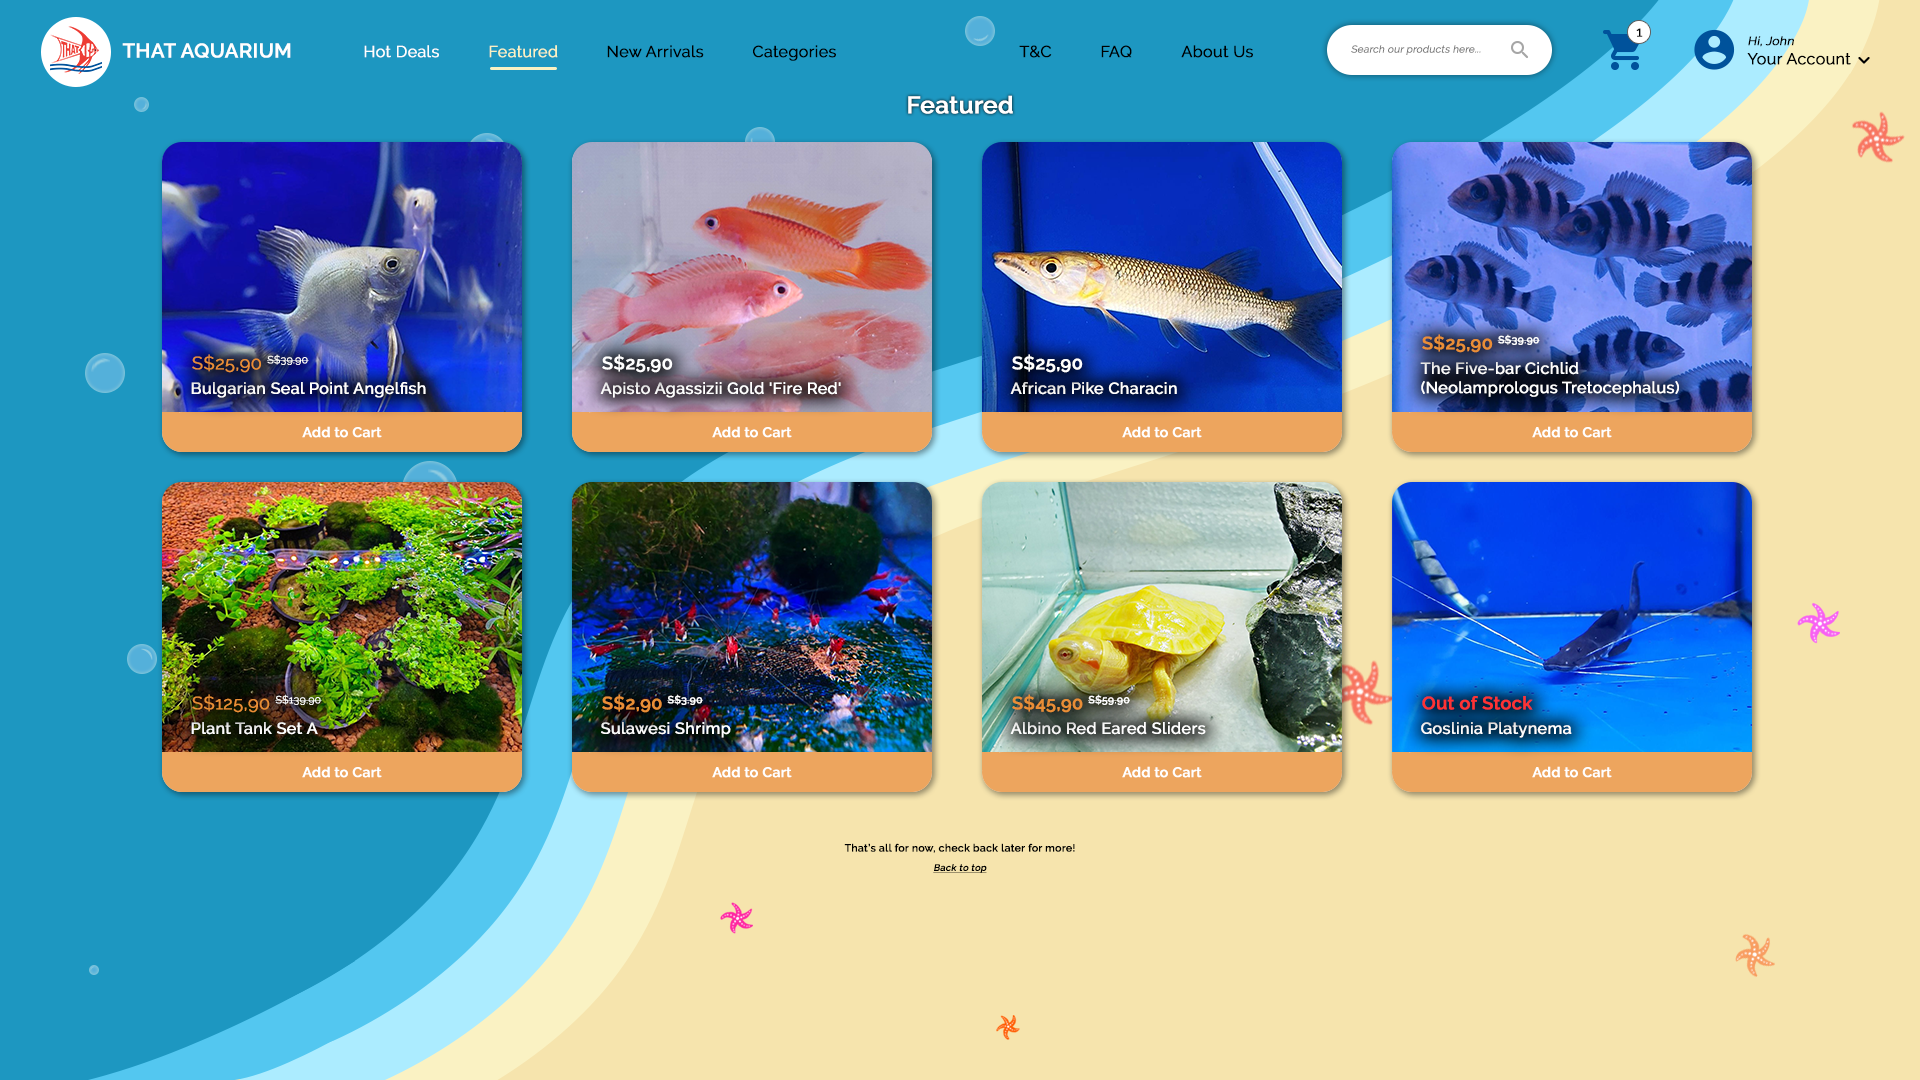 THAT AQUARIUM
Hot Deals
Featured
New Arrivals
Categories
T&C
FAQ
About Us
Search our products here...
1
Hi, John
Your Account
Featured
S$25,90 S$39.90
Bulgarian Seal Point Angelfish
Add to Cart
S$25,90
Apisto Agassizii Gold 'Fire Red'
Add to Cart
S$25,90
African Pike Characin
Add to Cart
S$25,90 S$39.90
The Five-bar Cichlid
(Neolamprologus Tretocephalus)
Add to Cart
S$125,90 S$139.90
Plant Tank Set A
Add to Cart
S$2,90 S$3.90
Sulawesi Shrimp
Add to Cart
S$45,90 S$59.90
Albino Red Eared Sliders
Add to Cart
Out of Stock
Goslinia Platynema
Add to Cart
That's all for now, check back later for more!
Back to top